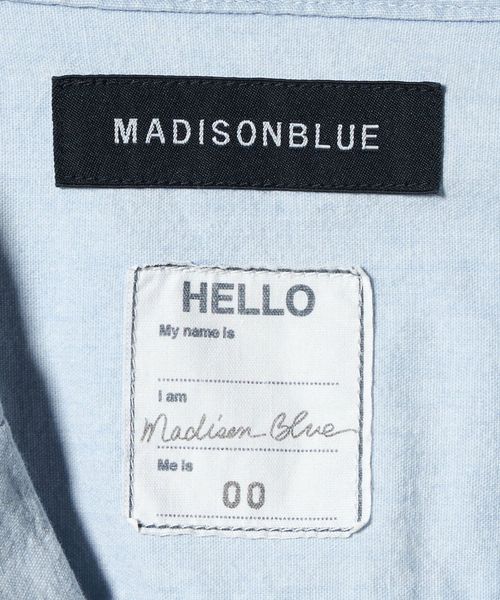 MADISONBLUE
HELLO
My name is
I am
Madison Blue
Me is
00